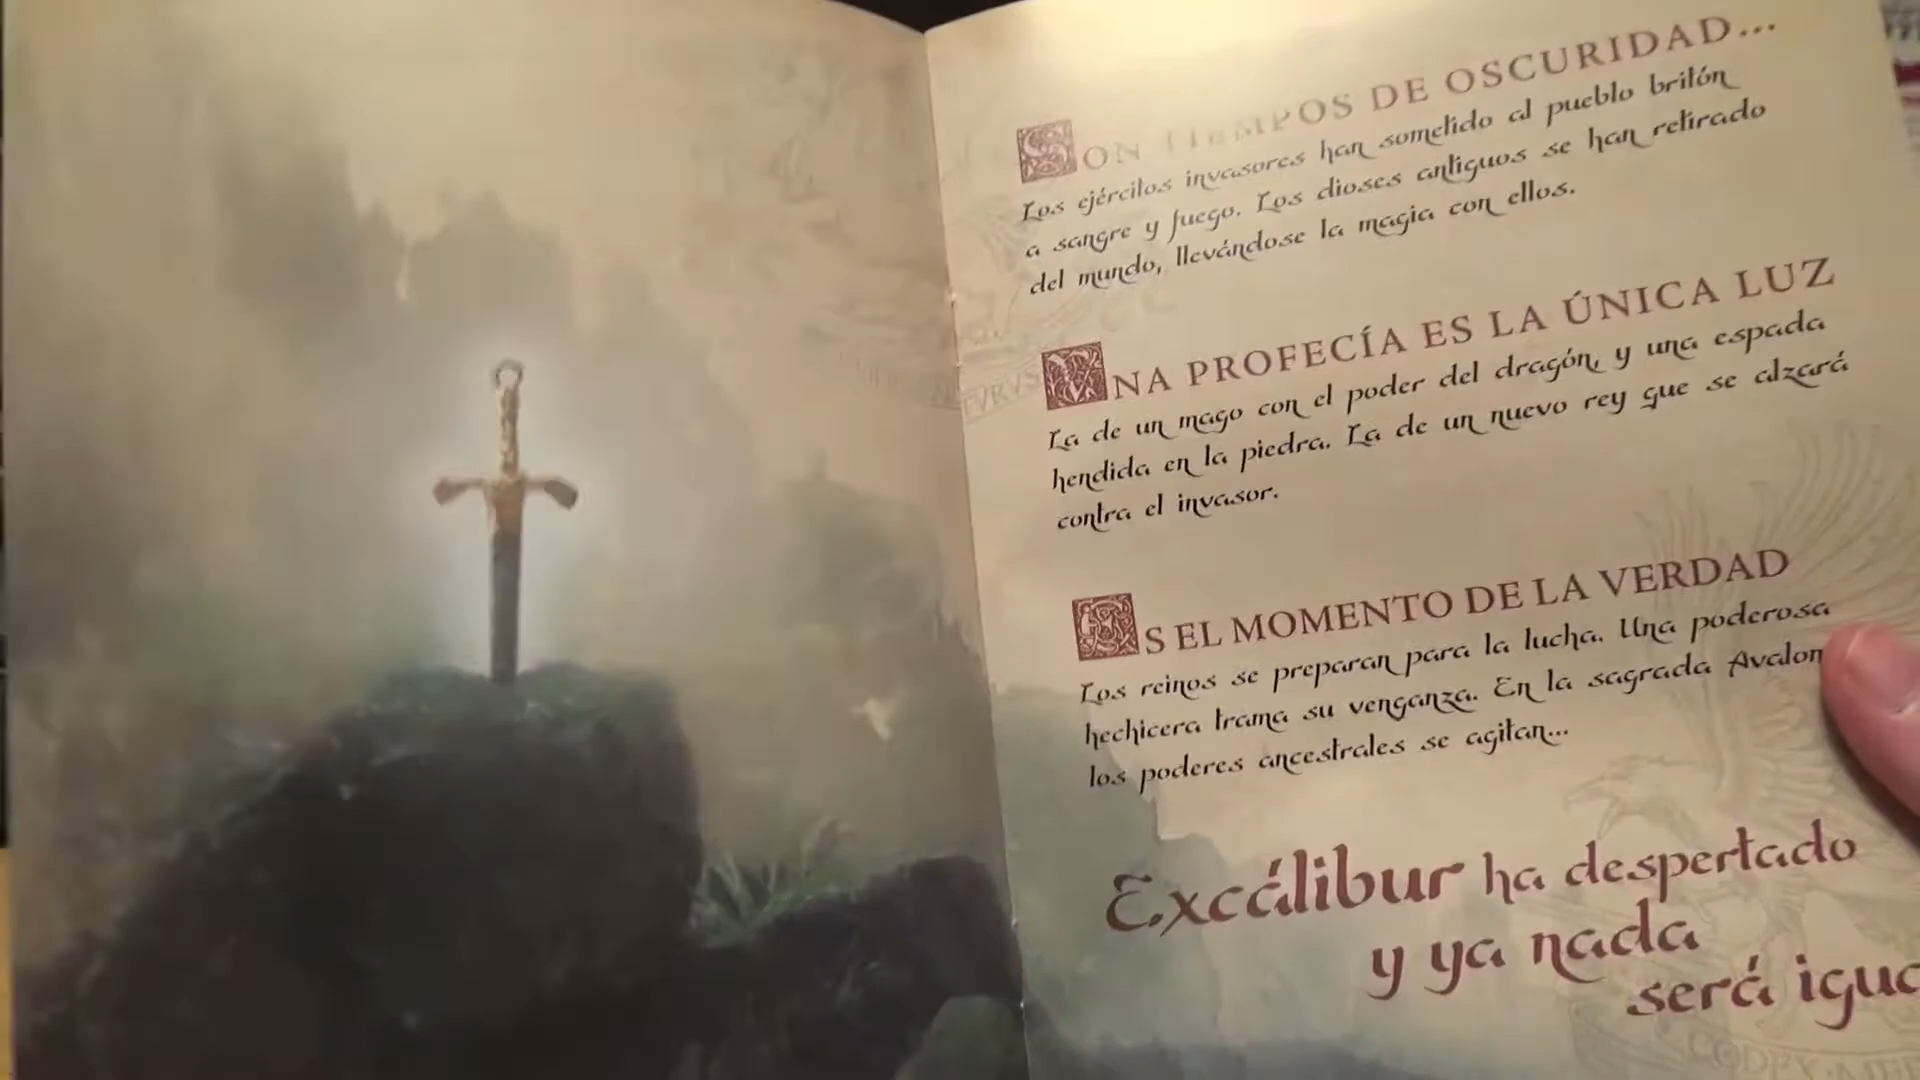 SON TIEMPOS DE OSCURIDAD...
Los ejércitos invasores han sometido al pueblo britón
a sangre y fuego. Los dioses antiguos se han retirado
del mundo, llevándose la magia con ellos.
UNA PROFECÍA ES LA ÚNICA LUZ
La de un mago con el poder del dragón, y una espada
hendida en la piedra. La de un nuevo rey que se alzará
contra el invasor.
ES EL MOMENTO DE LA VERDAD
Los reinos se preparan para la lucha. Una poderosa
hechicera trama su venganza. En la sagrada Avalon
los poderes ancestrales se agitan...
Excálibur ha despertado
y ya nada
será igua